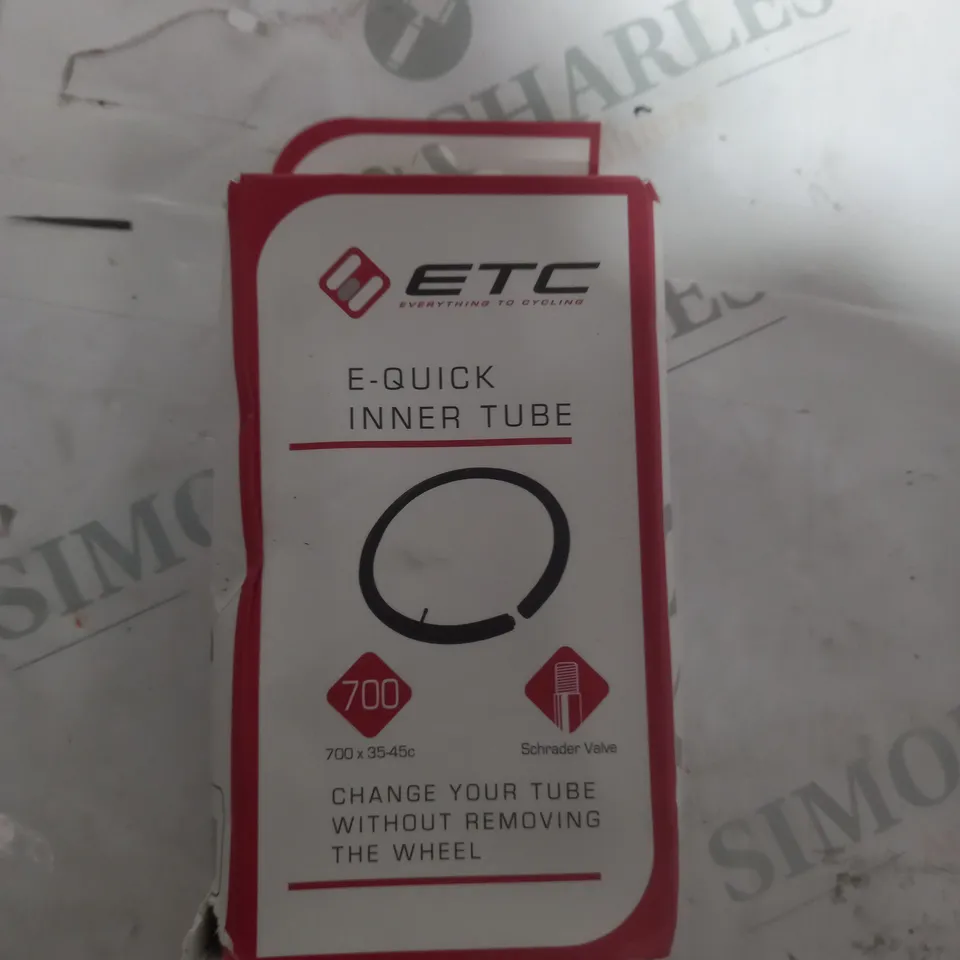 & CHARLES
ETC
EVERYTHING TO CYCLING
E-QUICK
INNER TUBE
700
700 x 35-45c
Schrader Valve
CHANGE YOUR TUBE
WITHOUT REMOVING
THE WHEEL